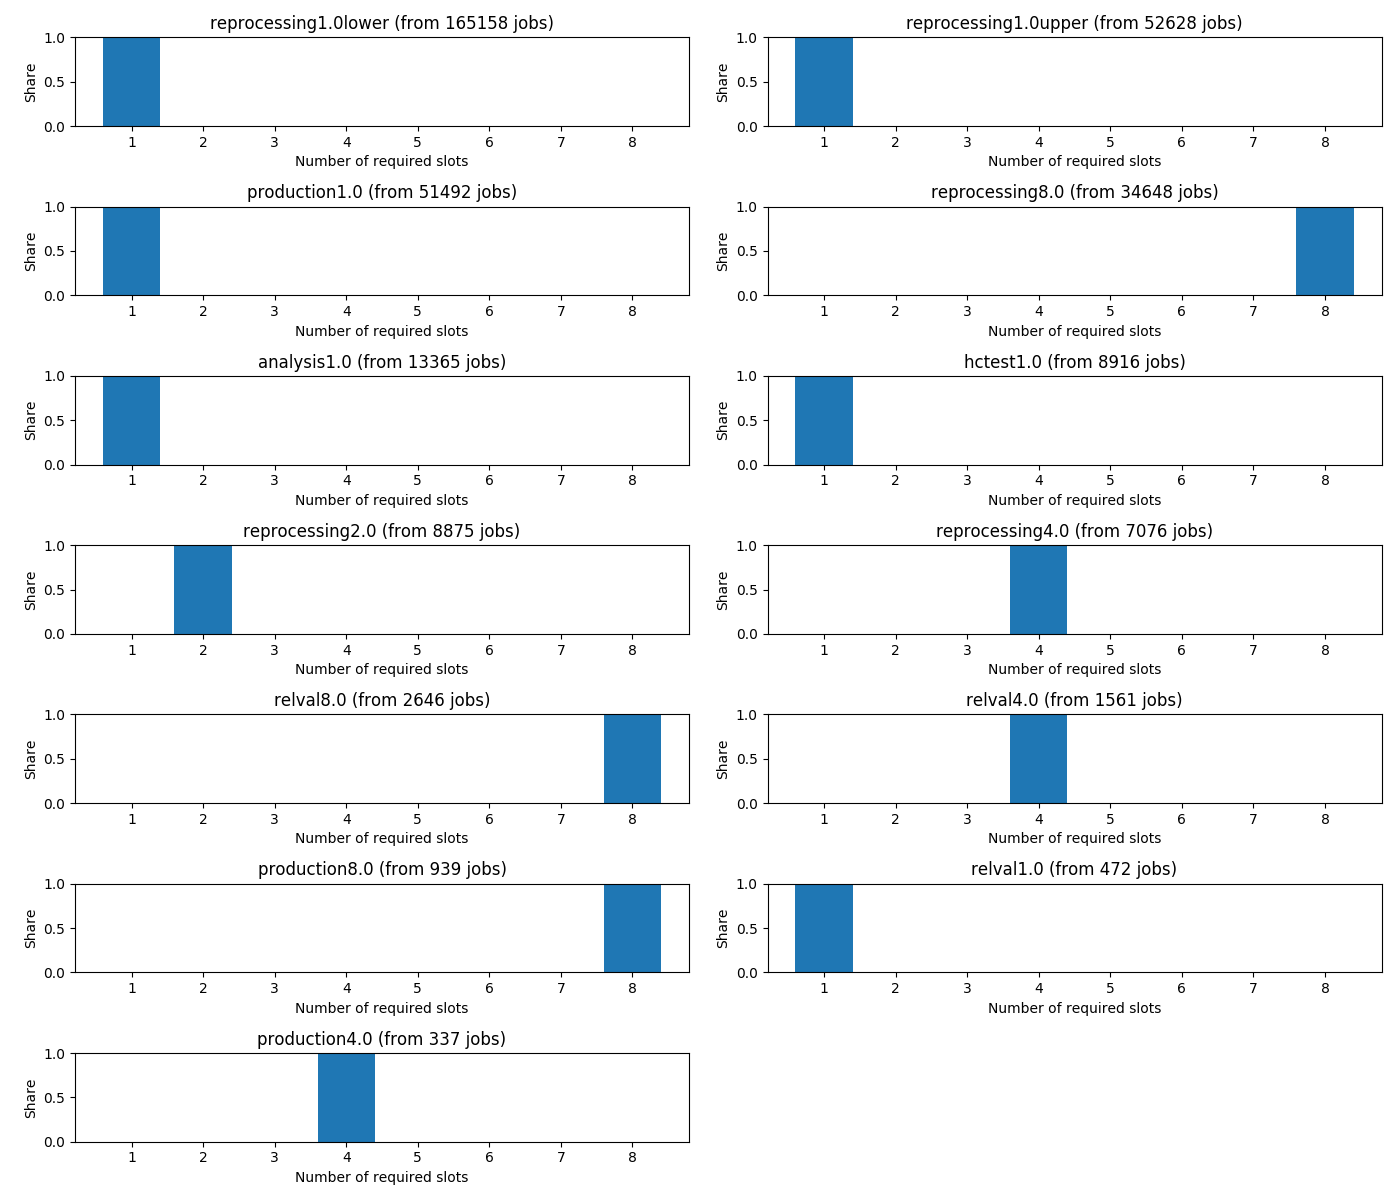 reprocessing1.0lower (from 165158 jobs)
Share
1.0
0.5
0.0
1 2 3 4 5 6 7 8
Number of required slots
reprocessing1.0upper (from 52628 jobs)
Share
1.0
0.5
0.0
1 2 3 4 5 6 7 8
Number of required slots
production1.0 (from 51492 jobs)
Share
1.0
0.5
0.0
1 2 3 4 5 6 7 8
Number of required slots
reprocessing8.0 (from 34648 jobs)
Share
1.0
0.5
0.0
1 2 3 4 5 6 7 8
Number of required slots
analysis1.0 (from 13365 jobs)
Share
1.0
0.5
0.0
1 2 3 4 5 6 7 8
Number of required slots
hctest1.0 (from 8916 jobs)
Share
1.0
0.5
0.0
1 2 3 4 5 6 7 8
Number of required slots
reprocessing2.0 (from 8875 jobs)
Share
1.0
0.5
0.0
1 2 3 4 5 6 7 8
Number of required slots
reprocessing4.0 (from 7076 jobs)
Share
1.0
0.5
0.0
1 2 3 4 5 6 7 8
Number of required slots
relval8.0 (from 2646 jobs)
Share
1.0
0.5
0.0
1 2 3 4 5 6 7 8
Number of required slots
relval4.0 (from 1561 jobs)
Share
1.0
0.5
0.0
1 2 3 4 5 6 7 8
Number of required slots
production8.0 (from 939 jobs)
Share
1.0
0.5
0.0
1 2 3 4 5 6 7 8
Number of required slots
relval1.0 (from 472 jobs)
Share
1.0
0.5
0.0
1 2 3 4 5 6 7 8
Number of required slots
production4.0 (from 337 jobs)
Share
1.0
0.5
0.0
1 2 3 4 5 6 7 8
Number of required slots